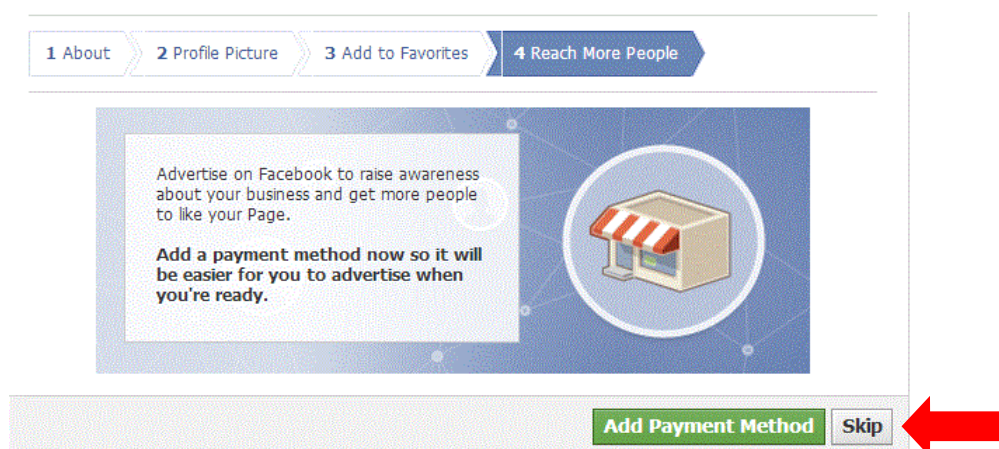 1 About 2 Profile Picture 3 Add to Favorites 4 Reach More People
Advertise on Facebook to raise awareness
about your business and get more people
to like your Page.
Add a payment method now so it will
be easier for you to advertise when
you're ready.
Add Payment Method Skip